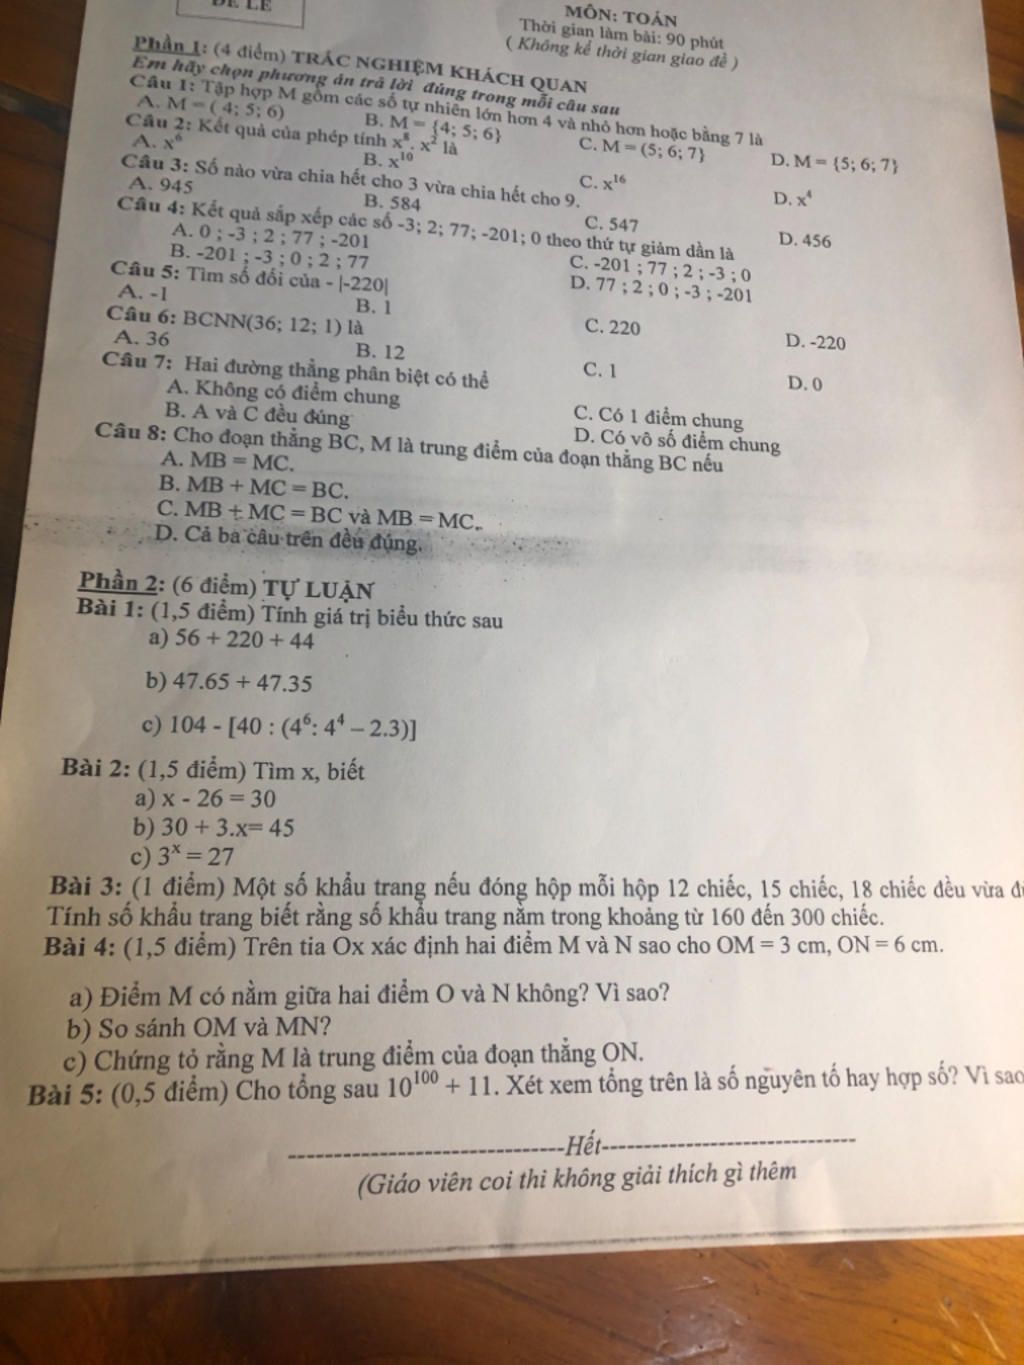 ĐỀ LẺ
MÔN: TOÁN
Thời gian làm bài: 90 phút
( Không kể thời gian giao đề )
Phần 1: (4 điểm) TRẮC NGHIỆM KHÁCH QUAN
Em hãy chọn phương án trả lời đúng trong mỗi câu sau
Câu 1: Tập hợp M gồm các số tự nhiên lớn hơn 4 và nhỏ hơn hoặc bằng 7 là
A. M = ( 4; 5; 6) B. M = {4; 5; 6} C. M = (5; 6; 7} D. M = {5; 6; 7}
Câu 2: Kết quả của phép tính x⁸. x² là
A. x⁶ B. x¹⁰ C. x¹⁶ D. x⁴
Câu 3: Số nào vừa chia hết cho 3 vừa chia hết cho 9.
A. 945 B. 584 C. 547 D. 456
Câu 4: Kết quả sắp xếp các số -3; 2; 77; -201; 0 theo thứ tự giảm dần là
A. 0 ; -3 ; 2 ; 77 ; -201 C. -201 ; 77 ; 2 ; -3 ; 0
B. -201 ; -3 ; 0 ; 2 ; 77 D. 77 ; 2 ; 0 ; -3 ; -201
Câu 5: Tìm số đối của - |-220|
A. -1 B. 1 C. 220 D. -220
Câu 6: BCNN(36; 12; 1) là
A. 36 B. 12 C. 1 D. 0
Câu 7: Hai đường thẳng phân biệt có thể
A. Không có điểm chung C. Có 1 điểm chung
B. A và C đều đúng D. Có vô số điểm chung
Câu 8: Cho đoạn thẳng BC, M là trung điểm của đoạn thẳng BC nếu
A. MB = MC.
B. MB + MC = BC.
C. MB + MC = BC và MB = MC.
D. Cả ba câu trên đều đúng.
Phần 2: (6 điểm) TỰ LUẬN
Bài 1: (1,5 điểm) Tính giá trị biểu thức sau
a) 56 + 220 + 44
b) 47.65 + 47.35
c) 104 - [40 : (4⁶: 4⁴ – 2.3)]
Bài 2: (1,5 điểm) Tìm x, biết
a) x - 26 = 30
b) 30 + 3.x= 45
c) 3ˣ = 27
Bài 3: (1 điểm) Một số khẩu trang nếu đóng hộp mỗi hộp 12 chiếc, 15 chiếc, 18 chiếc đều vừa
Tính số khẩu trang biết rằng số khẩu trang nằm trong khoảng từ 160 đến 300 chiếc.
Bài 4: (1,5 điểm) Trên tia Ox xác định hai điểm M và N sao cho OM = 3 cm, ON = 6 cm.
a) Điểm M có nằm giữa hai điểm O và N không? Vì sao?
b) So sánh OM và MN?
c) Chứng tỏ rằng M là trung điểm của đoạn thẳng ON.
Bài 5: (0,5 điểm) Cho tổng sau 10¹⁰⁰ + 11. Xét xem tổng trên là số nguyên tố hay hợp số? Vì sao
Hết
(Giáo viên coi thi không giải thích gì thêm